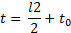 t = l2/2 + t₀